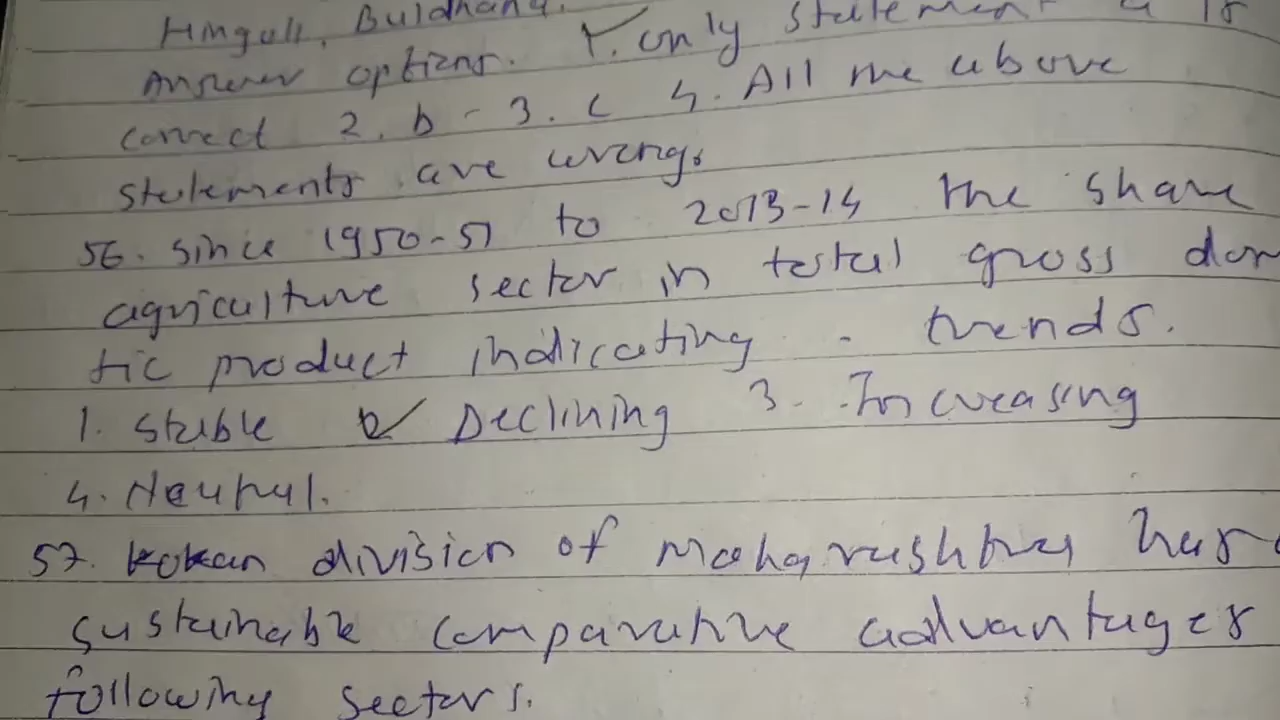 Hingoli, Buldhana.
Answer options. 1. only statement a is
correct 2. b - 3. c 4. All the above
statements are wrong.
56. Since 1950-51 to 2013-14 the share
agriculture sector in total gross dom
tic product indicating - trends.
1. Stable 2 Declining 3. Increasing
4. Neutral.
57. Kokan division of Maharashtra has
sustainable comparative advantages
following sectors.